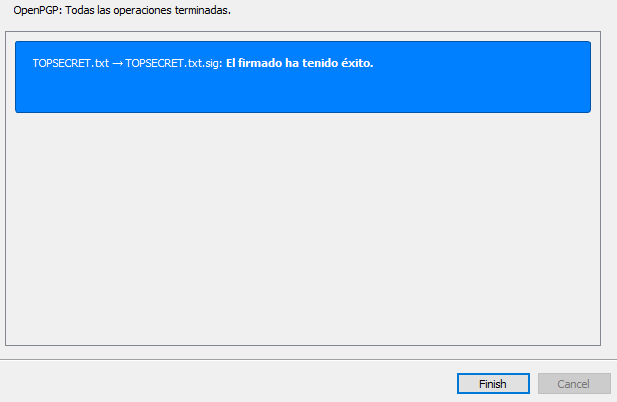 OpenPGP: Todas las operaciones terminadas.
TOPSECRET.txt → TOPSECRET.txt.sig: El firmado ha tenido éxito.
Finish
Cancel